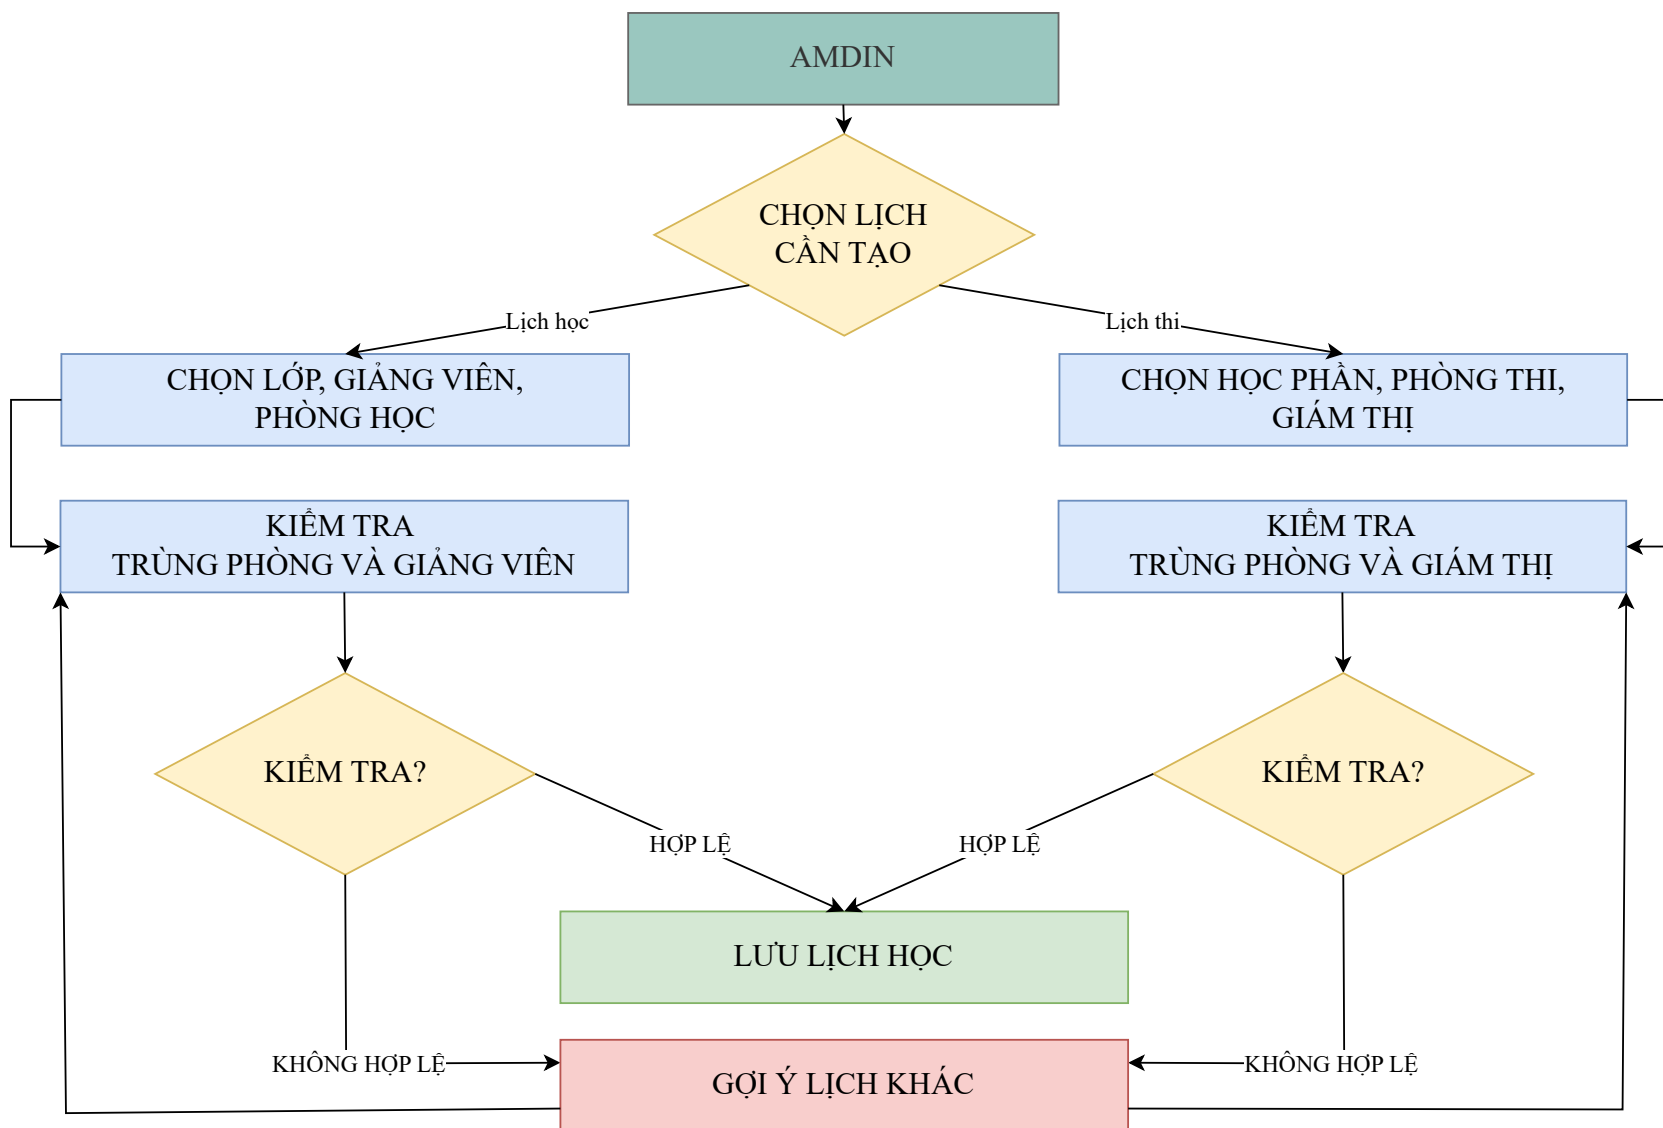 AMDIN
CHỌN LỊCH
CẦN TẠO
Lịch học
Lịch thi
CHỌN LỚP, GIẢNG VIÊN,
PHÒNG HỌC
CHỌN HỌC PHẦN, PHÒNG THI,
GIÁM THỊ
KIỂM TRA
TRÙNG PHÒNG VÀ GIẢNG VIÊN
KIỂM TRA
TRÙNG PHÒNG VÀ GIÁM THỊ
KIỂM TRA?
KIỂM TRA?
HỢP LỆ
HỢP LỆ
LƯU LỊCH HỌC
KHÔNG HỢP LỆ
KHÔNG HỢP LỆ
GỢI Ý LỊCH KHÁC